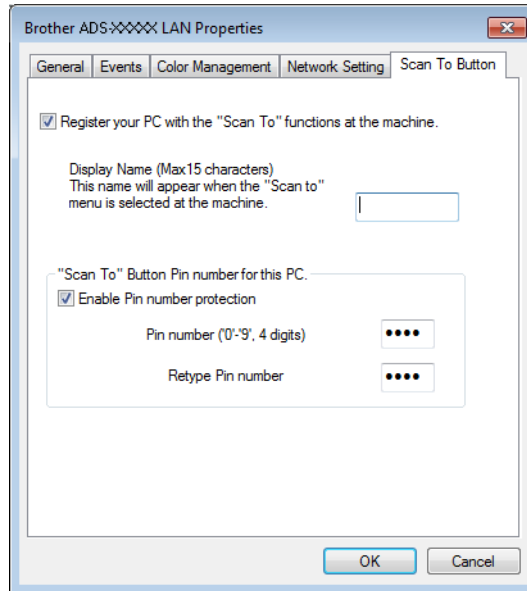 Brother ADS-XXXXX LAN Properties
General Events Color Management Network Setting Scan To Button
Register your PC with the "Scan To" functions at the machine.
Display Name (Max15 characters)
This name will appear when the "Scan to"
menu is selected at the machine.
"Scan To" Button Pin number for this PC.
Enable Pin number protection
Pin number ('0'-'9', 4 digits) ••••
Retype Pin number ••••
OK Cancel